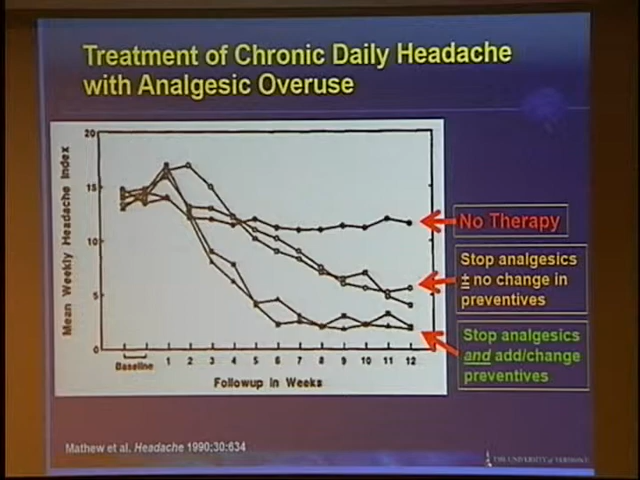 Treatment of Chronic Daily Headache
with Analgesic Overuse
20
15
10
5
0
Mean Weekly Headache Index
Baseline
1 2 3 4 5 6 7 8 9 10 11 12
Followup in Weeks
No Therapy
Stop analgesics
± no change in
preventives
Stop analgesics
and add/change
preventives
Mathew et al. Headache 1990;30:634
THE UNIVERSITY of VERMONT